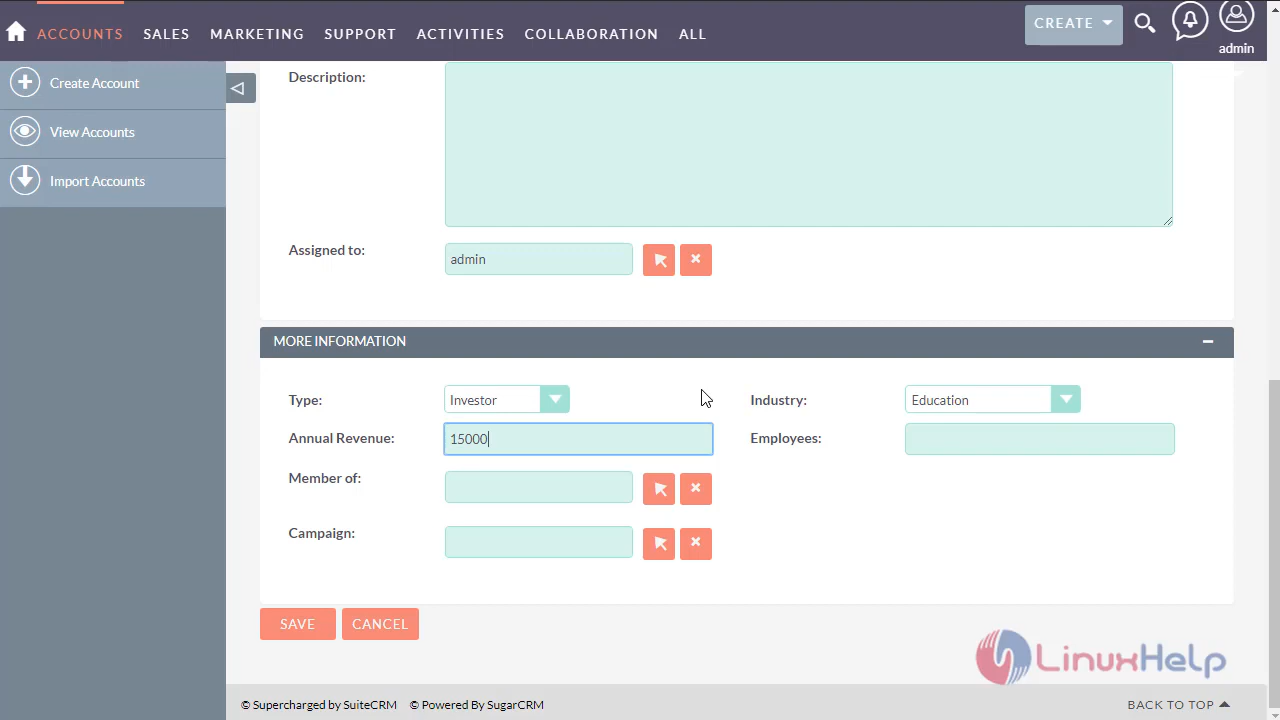 ACCOUNTS SALES MARKETING SUPPORT ACTIVITIES COLLABORATION ALL CREATE admin
Create Account
View Accounts
Import Accounts
Description:
Assigned to: admin
MORE INFORMATION
Type: Investor Industry: Education
Annual Revenue: 15000 Employees:
Member of:
Campaign:
SAVE CANCEL
LinuxHelp
© Supercharged by SuiteCRM © Powered By SugarCRM BACK TO TOP